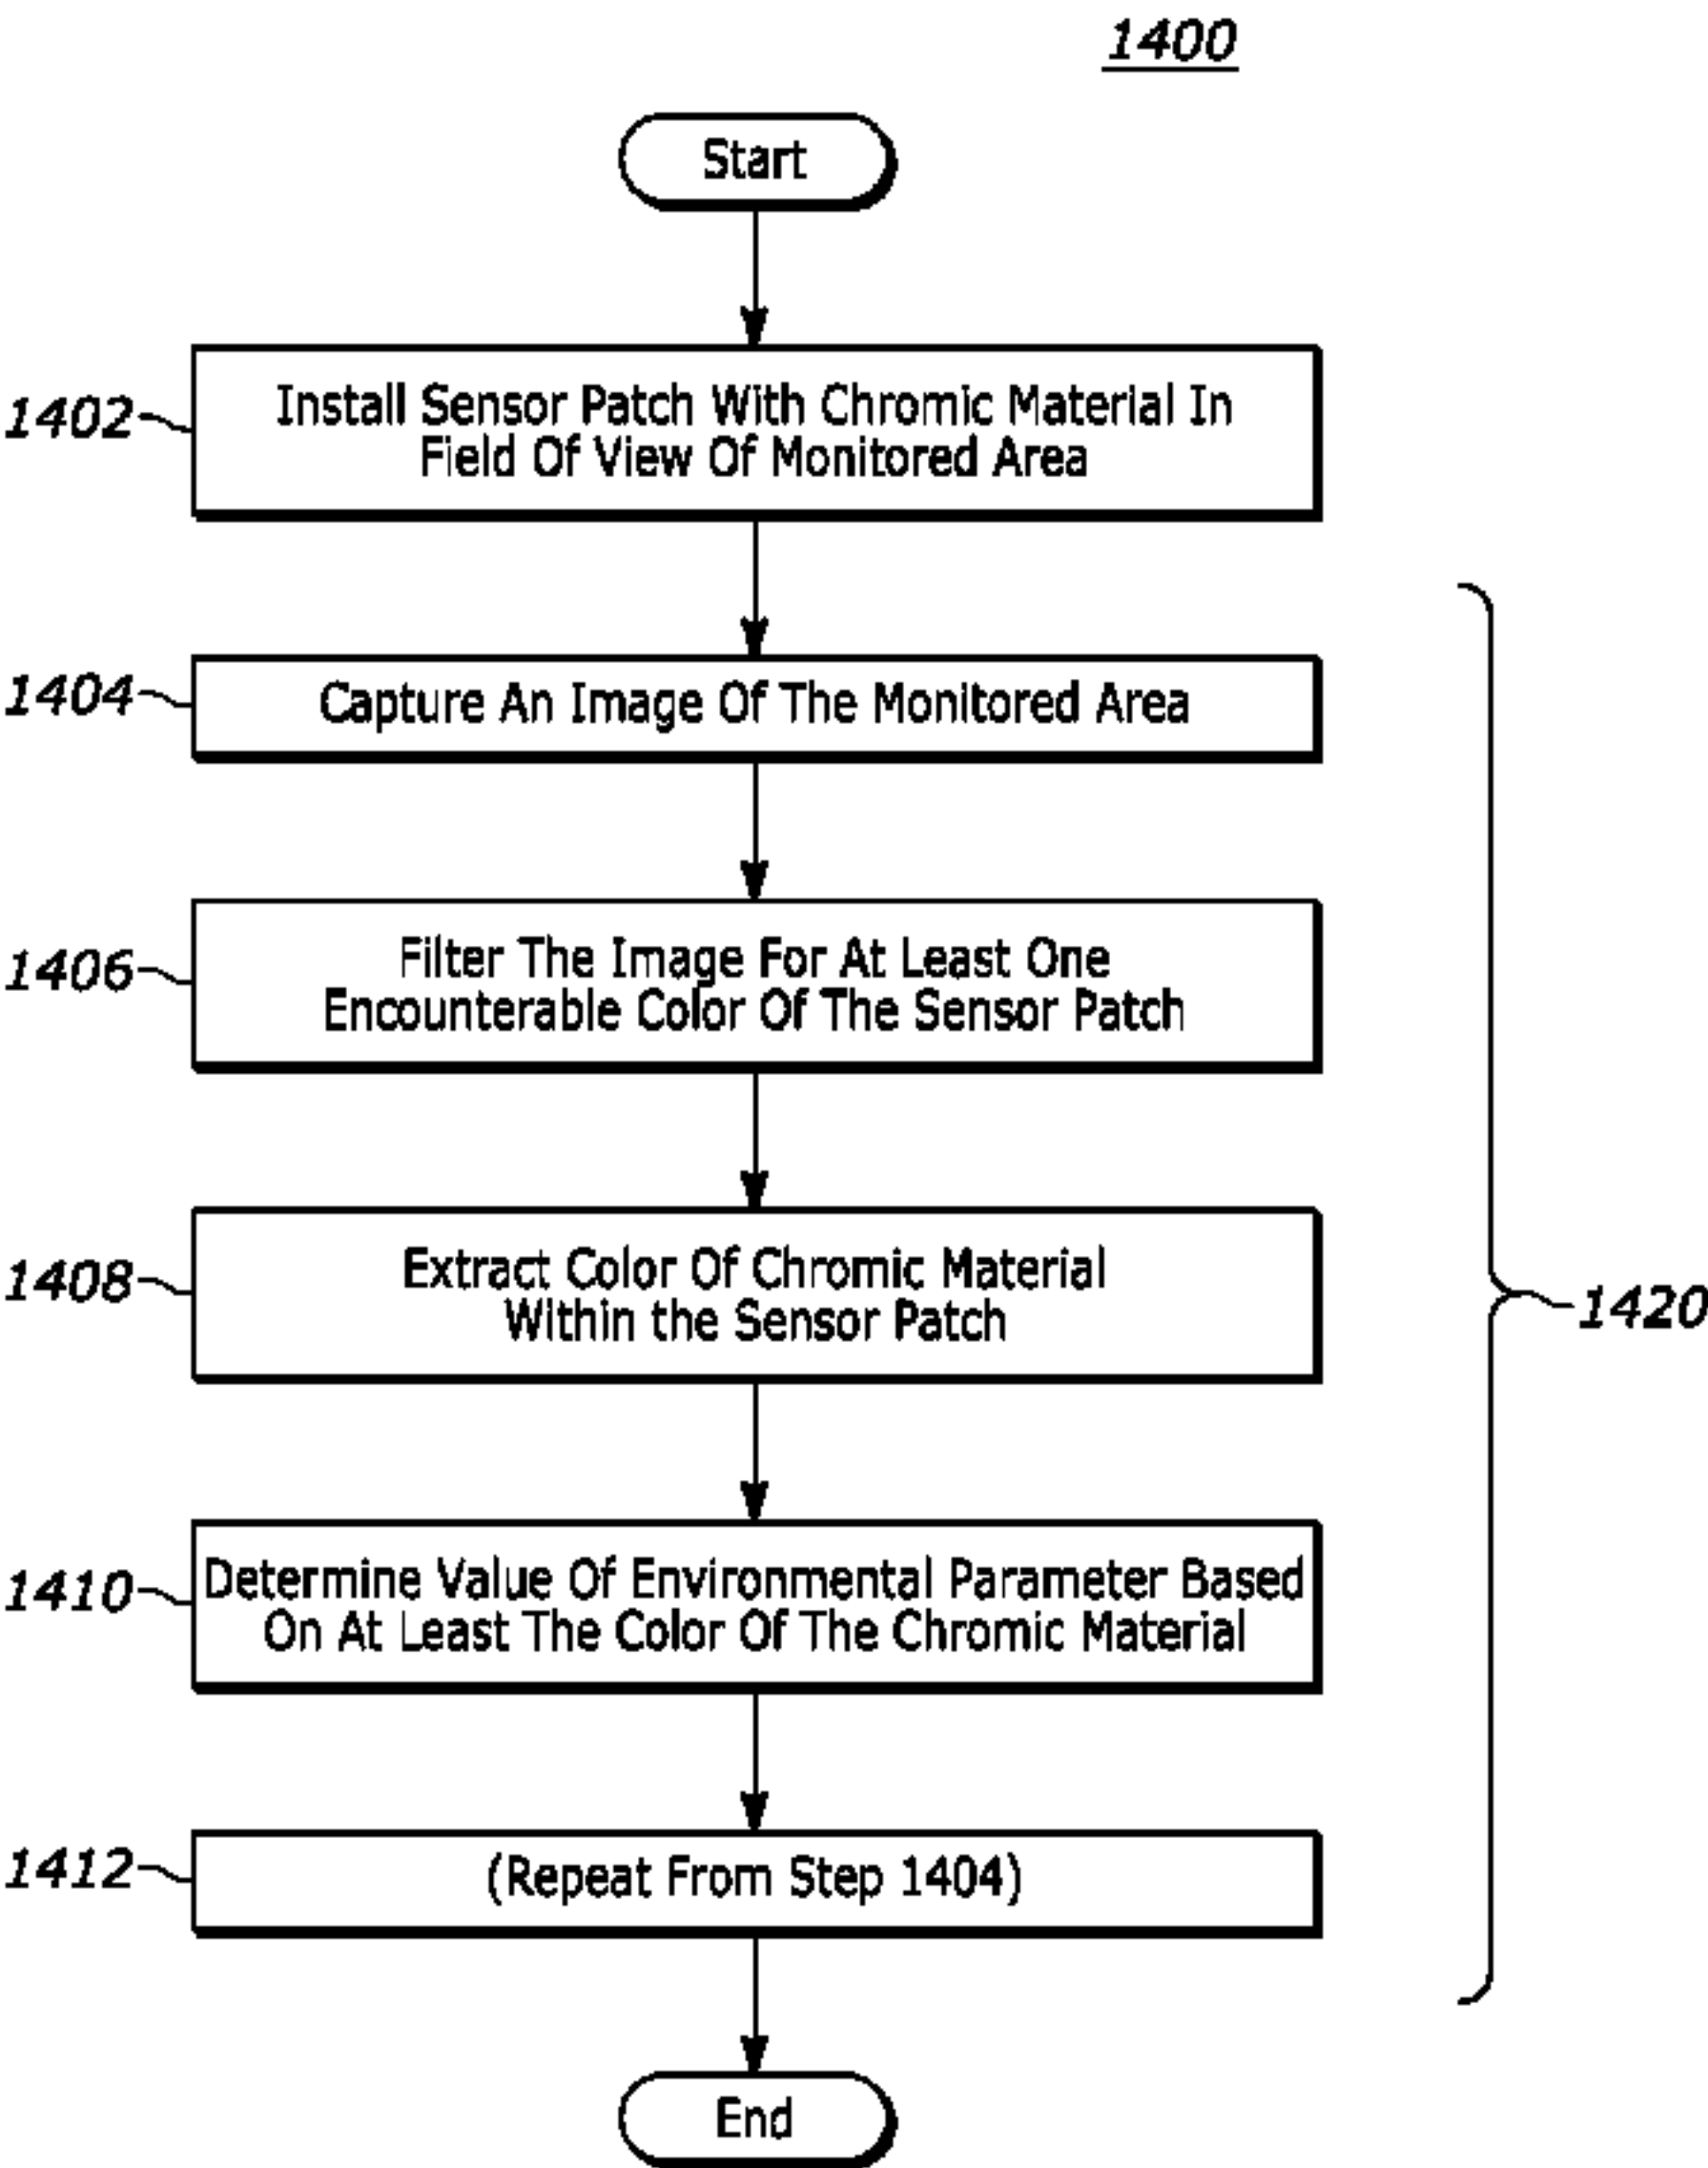 1400
Start
1402
Install Sensor Patch With Chromic Material In
Field Of View Of Monitored Area
1404
Capture An Image Of The Monitored Area
1406
Filter The Image For At Least One
Encounterable Color Of The Sensor Patch
1408
Extract Color Of Chromic Material
Within the Sensor Patch
1420
1410
Determine Value Of Environmental Parameter Based
On At Least The Color Of The Chromic Material
1412
(Repeat From Step 1404)
End